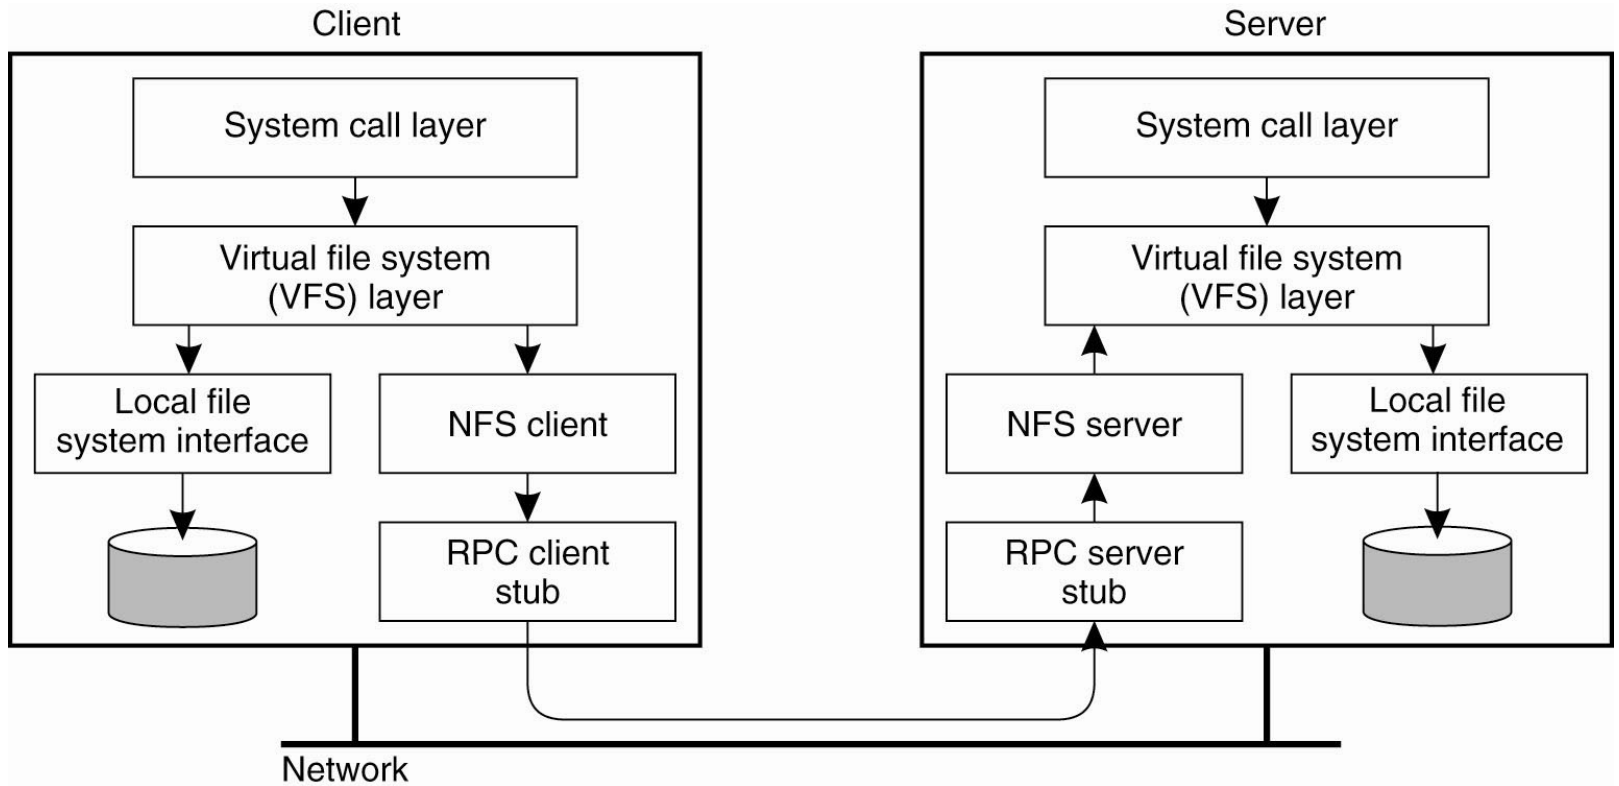 Client
System call layer
Virtual file system
(VFS) layer
Local file
system interface
NFS client
RPC client
stub
Server
System call layer
Virtual file system
(VFS) layer
NFS server
Local file
system interface
RPC server
stub
Network